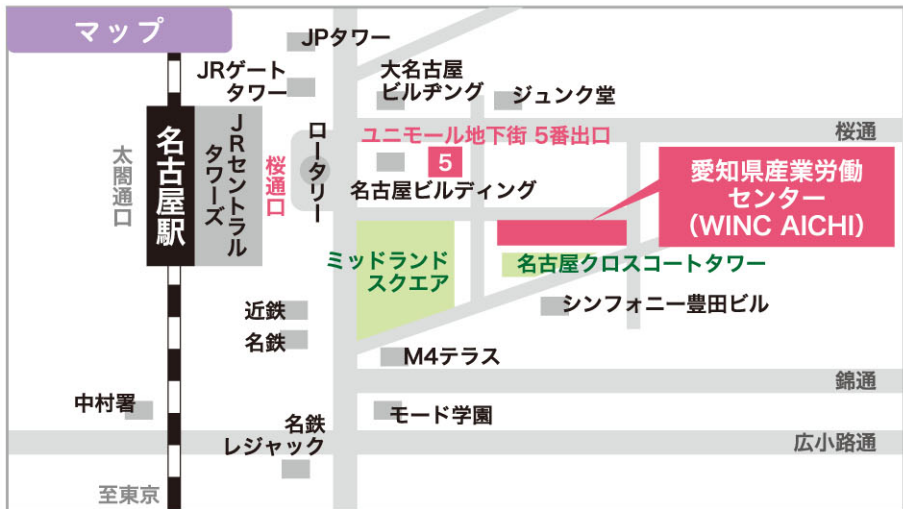 マップ
JPタワー
JRゲート
タワー
大名古屋
ビルヂング
ジュンク堂
桜通
ユニモール地下街 5番出口
5
名古屋ビルディング
愛知県産業労働
センター
(WINC AICHI)
太閤通口
名古屋駅
JRセントラル
タワーズ
桜通口
ロータリー
ミッドランド
スクエア
名古屋クロスコートタワー
シンフォニー豊田ビル
近鉄
名鉄
M4テラス
錦通
中村署
名鉄
レジャック
モード学園
広小路通
至東京